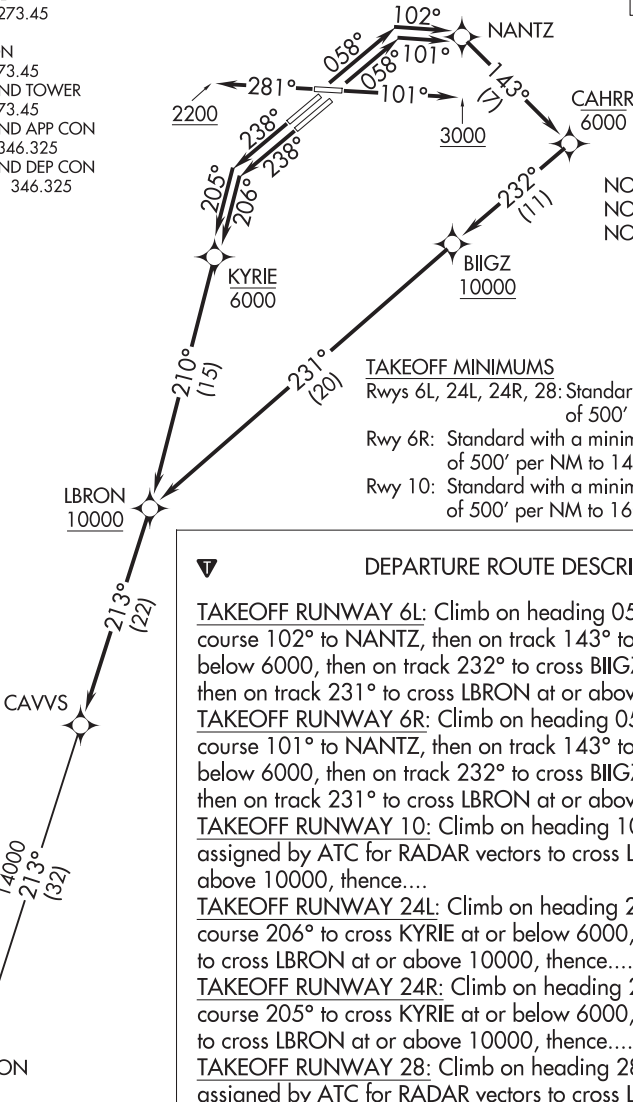 273.45
ON
73.45
ND TOWER
73.45
ND APP CON
346.325
ND DEP CON
346.325
102°
NANTZ
058°
058°
101°
281°
101°
143°
(7)
2200
3000
CAHRR
6000
238°
238°
205°
206°
232°
(11)
NO
NO
NO
KYRIE
6000
BIIGZ
10000
210°
(15)
231°
(20)
TAKEOFF MINIMUMS
Rwys 6L, 24L, 24R, 28: Standar
of 500' 
Rwy 6R: Standard with a minim
of 500' per NM to 14
Rwy 10: Standard with a minim
of 500' per NM to 16
LBRON
10000
213°
(22)
CAVVS
14000
213°
(32)
ON
T
DEPARTURE ROUTE DESCRI
TAKEOFF RUNWAY 6L: Climb on heading 05
course 102° to NANTZ, then on track 143° to
below 6000, then on track 232° to cross BIIGZ
then on track 231° to cross LBRON at or abov
TAKEOFF RUNWAY 6R: Climb on heading 05
course 101° to NANTZ, then on track 143° to
below 6000, then on track 232° to cross BIIGZ
then on track 231° to cross LBRON at or abov
TAKEOFF RUNWAY 10: Climb on heading 10
assigned by ATC for RADAR vectors to cross L
above 10000, thence....
TAKEOFF RUNWAY 24L: Climb on heading 2
course 206° to cross KYRIE at or below 6000,
to cross LBRON at or above 10000, thence....
TAKEOFF RUNWAY 24R: Climb on heading 2
course 205° to cross KYRIE at or below 6000,
to cross LBRON at or above 10000, thence....
TAKEOFF RUNWAY 28: Climb on heading 28
assigned by ATC for RADAR vectors to cross L